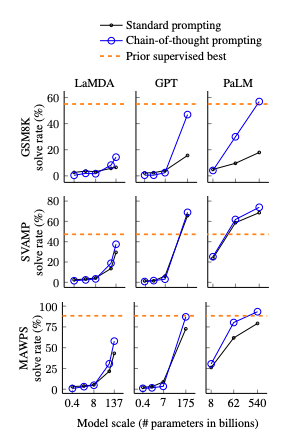 Standard prompting
Chain-of-thought prompting
Prior supervised best
LaMDA GPT PaLM
GSM8K
solve rate (%)
60
40
20
0
SVAMP
solve rate (%)
80
60
40
20
0
MAWPS
solve rate (%)
100
75
50
25
0
0.4 8 137 0.4 7 175 8 62 540
Model scale (# parameters in billions)